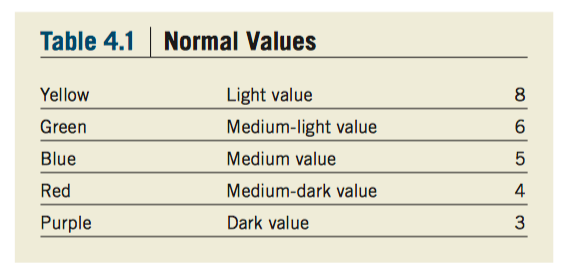 Table 4.1 Normal Values
Yellow Light value 8
Green Medium-light value 6
Blue Medium value 5
Red Medium-dark value 4
Purple Dark value 3